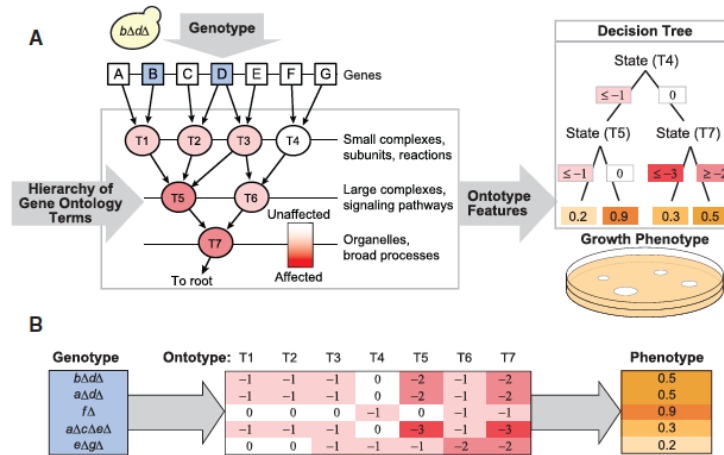 A
bΔdΔ
Genotype
A B C D E F G Genes
T1 T2 T3 T4
Small complexes,
subunits, reactions
Hierarchy of
Gene Ontology
Terms
T5 T6
Large complexes,
signaling pathways
Unaffected
T7
Organelles,
broad processes
Affected
To root
Ontotype
Features
Decision Tree
State (T4)
≤ −1 0
State (T5) State (T7)
≤ −1 0 ≤ −3 ≥ −2
0.2 0.9 0.3 0.5
Growth Phenotype
B
Genotype Ontotype: T1 T2 T3 T4 T5 T6 T7 Phenotype
bΔdΔ −1 −1 −1 0 −2 −1 −2 0.5
aΔdΔ −1 −1 −1 0 −2 −1 −2 0.5
fΔ 0 0 0 −1 0 −1 −1 0.9
aΔcΔeΔ −1 −1 −1 0 −3 −1 −3 0.3
eΔgΔ 0 0 −1 −1 −1 −2 −2 0.2